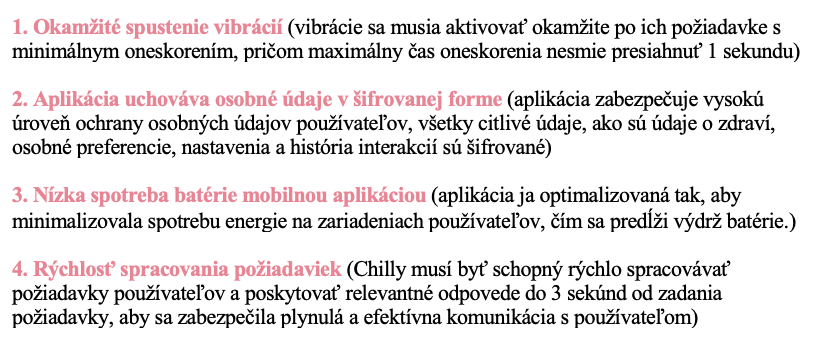 1. Okamžité spustenie vibrácií (vibrácie sa musia aktivovať okamžite po ich požiadavke s
minimálnym oneskorením, pričom maximálny čas oneskorenia nesmie presiahnuť 1 sekundu)
2. Aplikácia uchováva osobné údaje v šifrovanej forme (aplikácia zabezpečuje vysokú
úroveň ochrany osobných údajov používateľov, všetky citlivé údaje, ako sú údaje o zdraví,
osobné preferencie, nastavenia a história interakcií sú šifrované)
3. Nízka spotreba batérie mobilnou aplikáciou (aplikácia ja optimalizovaná tak, aby
minimalizovala spotrebu energie na zariadeniach používateľov, čím sa predĺži výdrž batérie.)
4. Rýchlosť spracovania požiadaviek (Chilly musí byť schopný rýchlo spracovávať
požiadavky používateľov a poskytovať relevantné odpovede do 3 sekúnd od zadania
požiadavky, aby sa zabezpečila plynulá a efektívna komunikácia s používateľom)